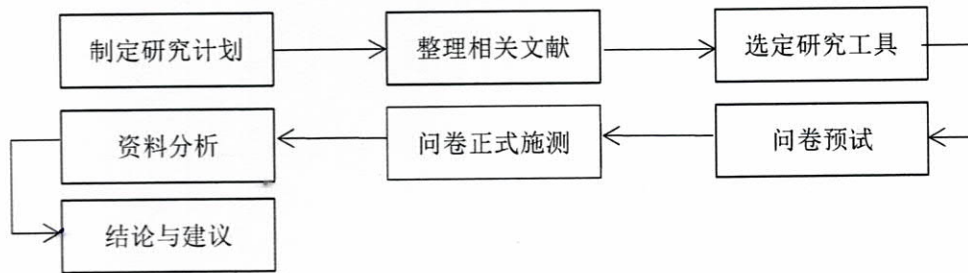 制定研究计划
整理相关文献
选定研究工具
问卷预试
问卷正式施测
资料分析
结论与建议